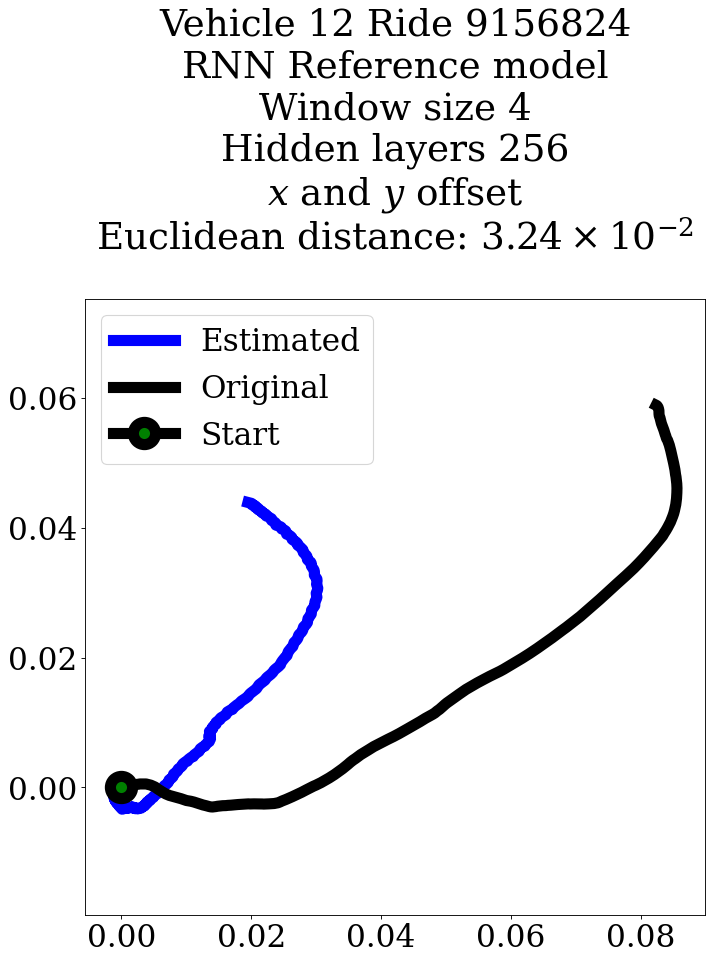 Vehicle 12 Ride 9156824
RNN Reference model
Window size 4
Hidden layers 256
x and y offset
Euclidean distance: 3.24 × 10⁻²
Estimated
Original
Start
0.06
0.04
0.02
0.00
0.00 0.02 0.04 0.06 0.08